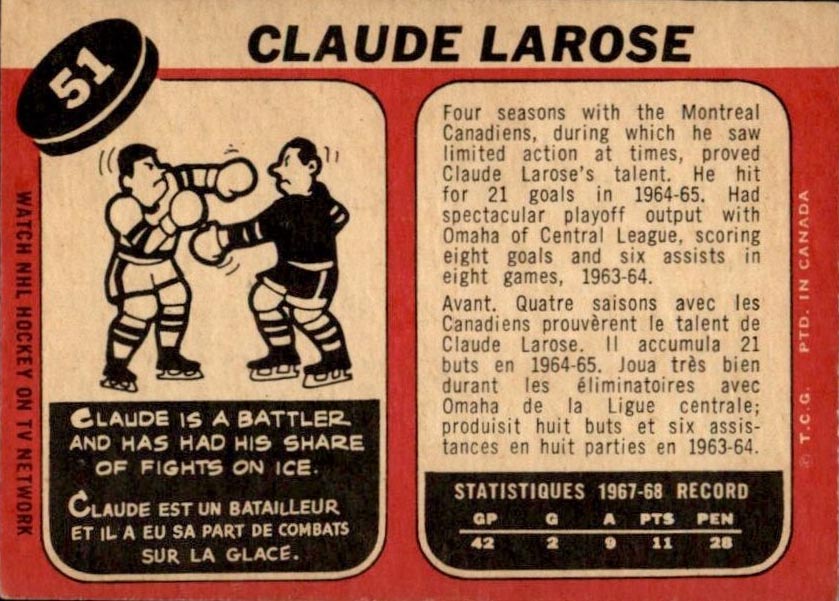 51
CLAUDE LAROSE
WATCH NHL HOCKEY ON TV NETWORK
CLAUDE IS A BATTLER
AND HAS HAD HIS SHARE
OF FIGHTS ON ICE.
CLAUDE EST UN BATAILLEUR
ET IL A EU SA PART DE COMBATS
SUR LA GLACE.
Four seasons with the Montreal
Canadiens, during which he saw
limited action at times, proved
Claude Larose's talent. He hit
for 21 goals in 1964-65. Had
spectacular playoff output with
Omaha of Central League, scoring
eight goals and six assists in
eight games, 1963-64.
Avant. Quatre saisons avec les
Canadiens prouvèrent le talent de
Claude Larose. Il accumula 21
buts en 1964-65. Joua très bien
durant les éliminatoires avec
Omaha de la Ligue centrale;
produisit huit buts et six assis-
tances en huit parties en 1963-64.
STATISTIQUES 1967-68 RECORD
GP G A PTS PEN
42 2 9 11 28
© T.C.G. PTD. IN CANADA